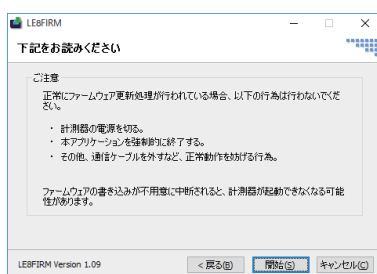 LE8FIRM
下記をお読みください
ご注意
正常にファームウェア更新処理が行われている場合、以下の行為は行わないでくだ
さい。
・ 計測器の電源を切る。
・ 本アプリケーションを強制的に終了する。
・ その他、通信ケーブルを外すなど、正常動作を妨げる行為。
ファームウェアの書き込みが不用意に中断されると、計測器が起動できなくなる可能
性があります。
LE8FIRM Version 1.09
< 戻る(B)
開始(S)
キャンセル(C)